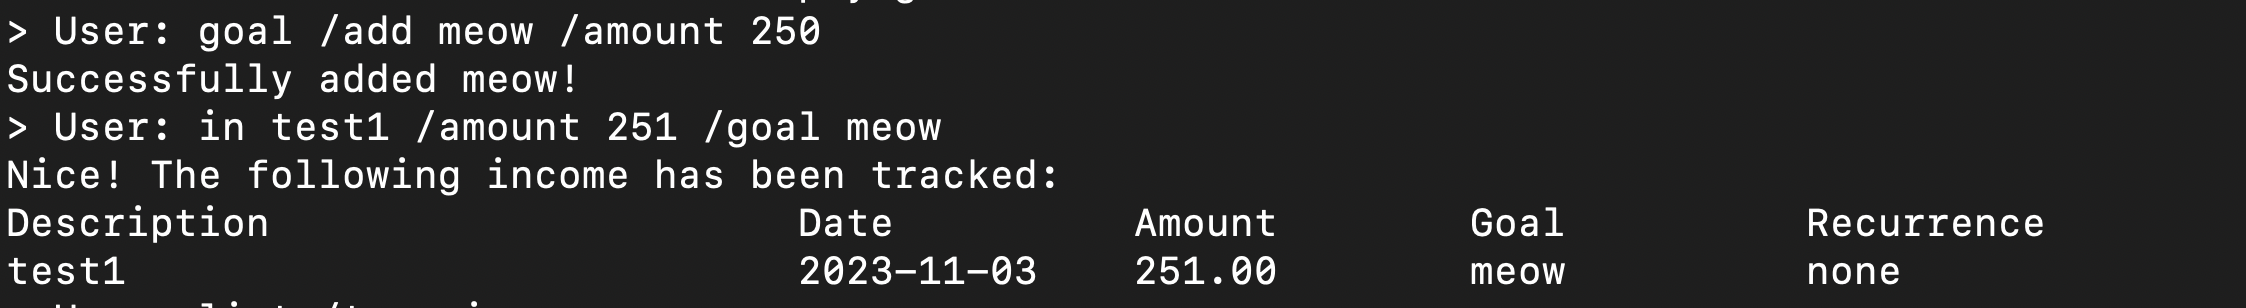 > User: goal /add meow /amount 250
Successfully added meow!
> User: in test1 /amount 251 /goal meow
Nice! The following income has been tracked:
Description Date Amount Goal Recurrence
test1 2023-11-03 251.00 meow none